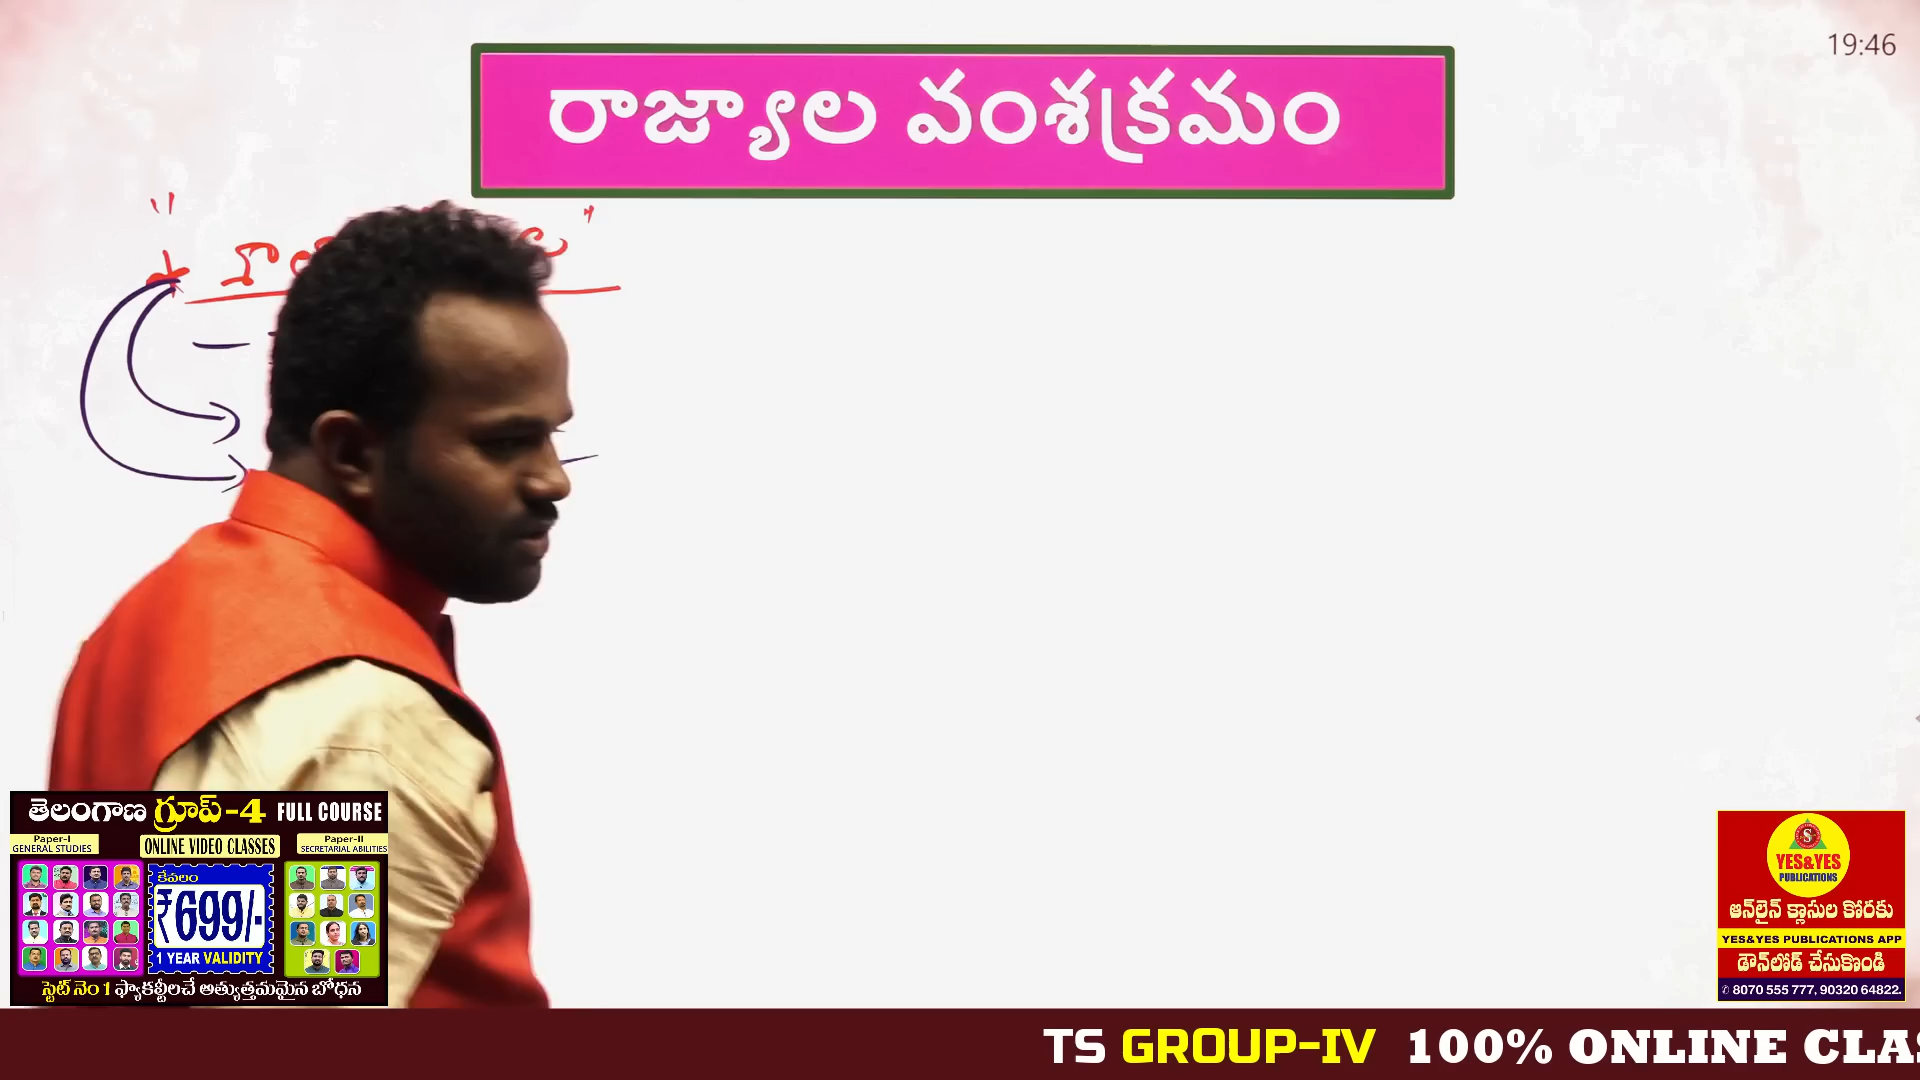 19:46
రాజ్యాల వంశక్రమం
తెలంగాణ గ్రూప్-4 FULL COURSE
Paper-I
GENERAL STUDIES
ONLINE VIDEO CLASSES
Paper-II
SECRETARIAL ABILITIES
కేవలం
₹699/-
1 YEAR VALIDITY
స్టేట్ నెం 1 ఫ్యాకల్టీలచే అత్యుత్తమమైన బోధన
S
YES&YES
PUBLICATIONS
ఆన్‌లైన్ క్లాసుల కోరకు
YES&YES PUBLICATIONS APP
డౌన్‌లోడ్ చేసుకొండి
✆ 8070 555 777, 90320 64822.
TS GROUP-IV 100% ONLINE CLAS